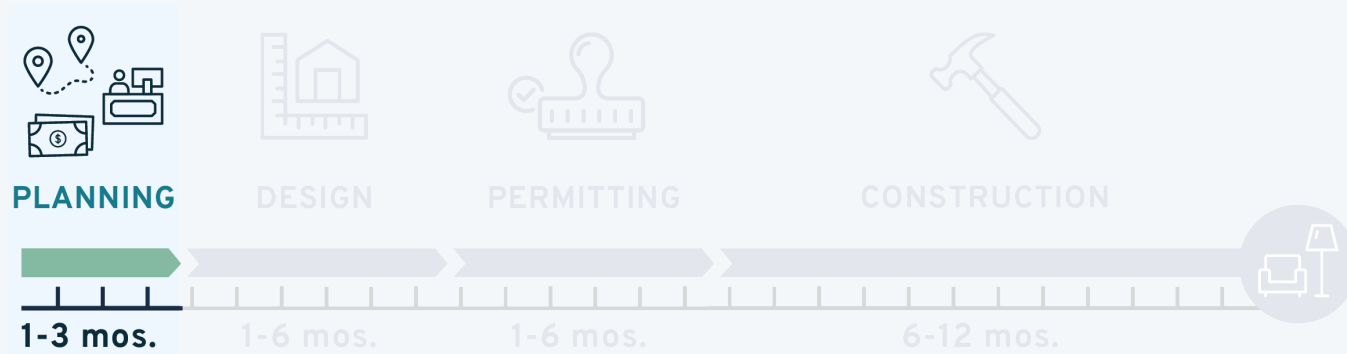 PLANNING
DESIGN
PERMITTING
CONSTRUCTION
1-3 mos.
1-6 mos.
1-6 mos.
6-12 mos.